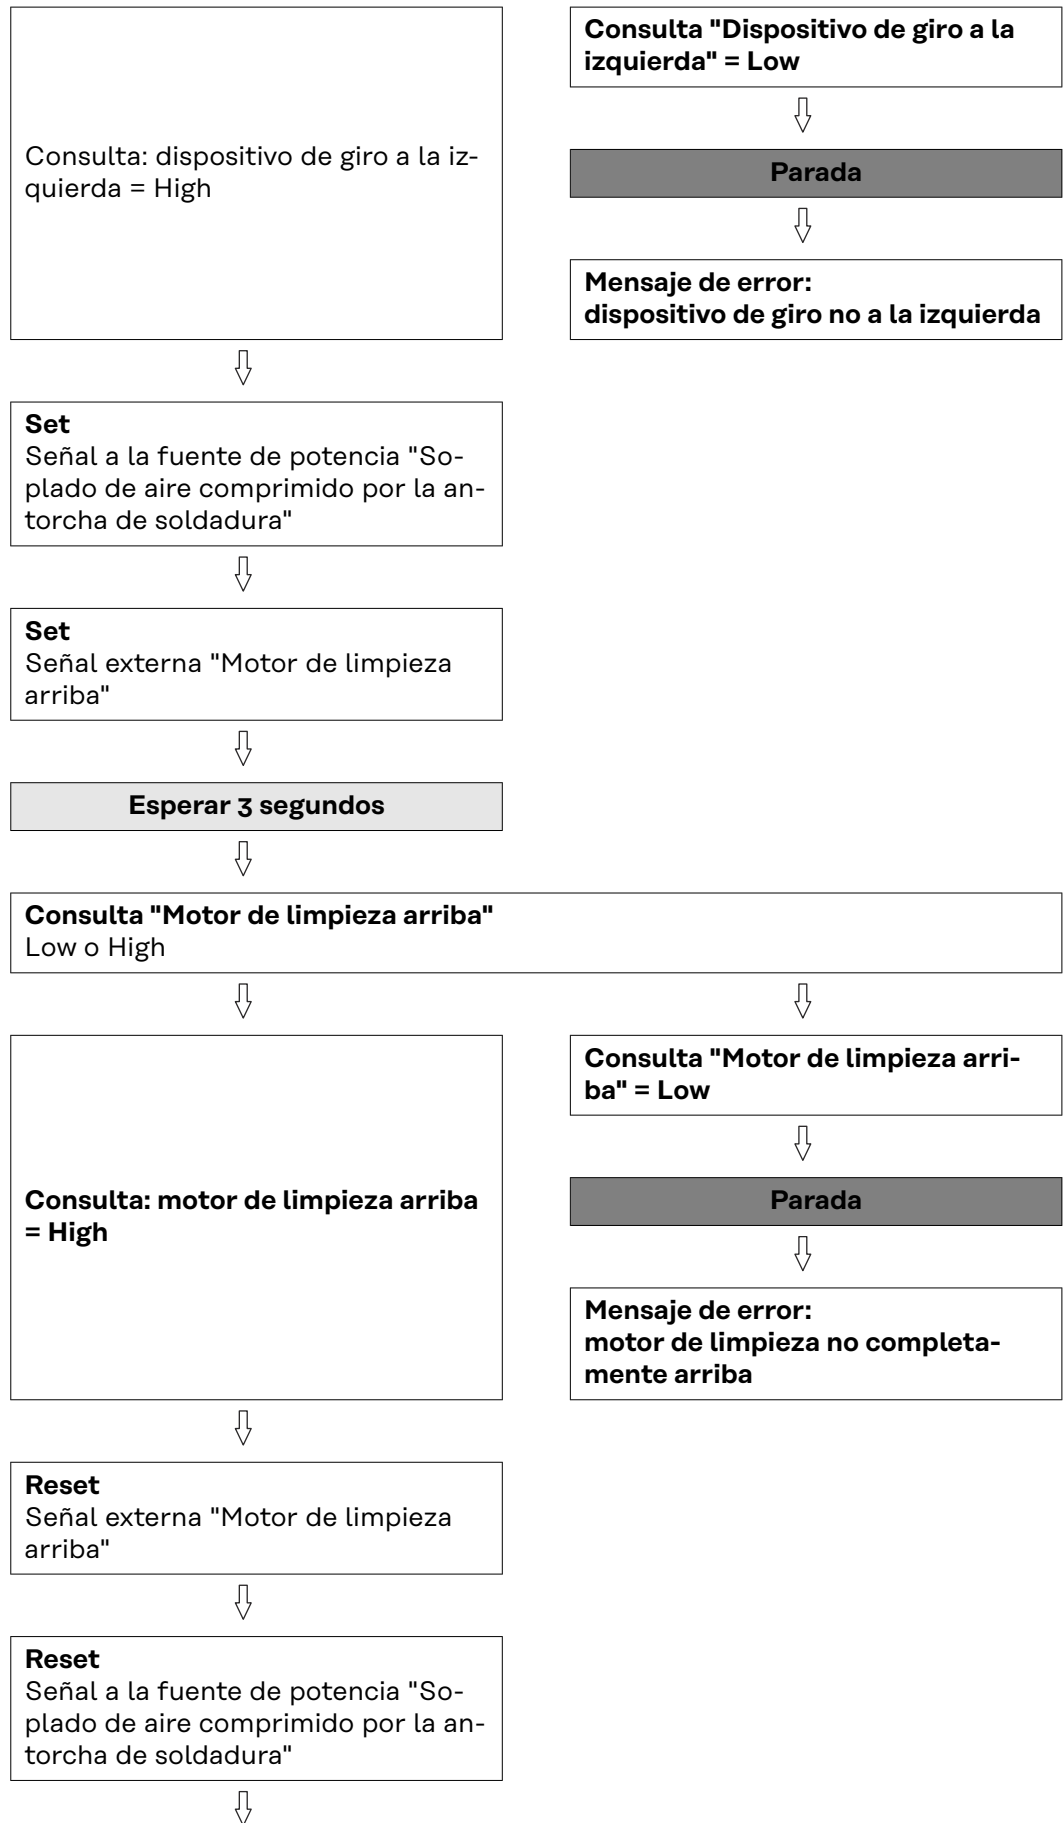 Consulta: dispositivo de giro a la iz-
quierda = High
Consulta "Dispositivo de giro a la
izquierda" = Low
Parada
Mensaje de error:
dispositivo de giro no a la izquierda
Set
Señal a la fuente de potencia "So-
plado de aire comprimido por la an-
torcha de soldadura"
Set
Señal externa "Motor de limpieza
arriba"
Esperar 3 segundos
Consulta "Motor de limpieza arriba"
Low o High
Consulta: motor de limpieza arriba
= High
Consulta "Motor de limpieza arri-
ba" = Low
Parada
Mensaje de error:
motor de limpieza no completa-
mente arriba
Reset
Señal externa "Motor de limpieza
arriba"
Reset
Señal a la fuente de potencia "So-
plado de aire comprimido por la an-
torcha de soldadura"